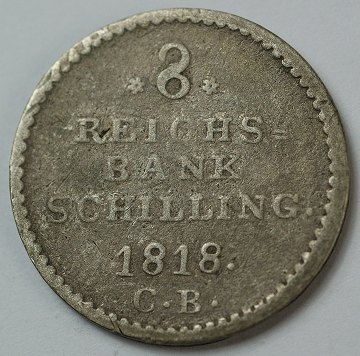 * 8 *
REICHS=
BANK
SCHILLING.
1818.
C·B·